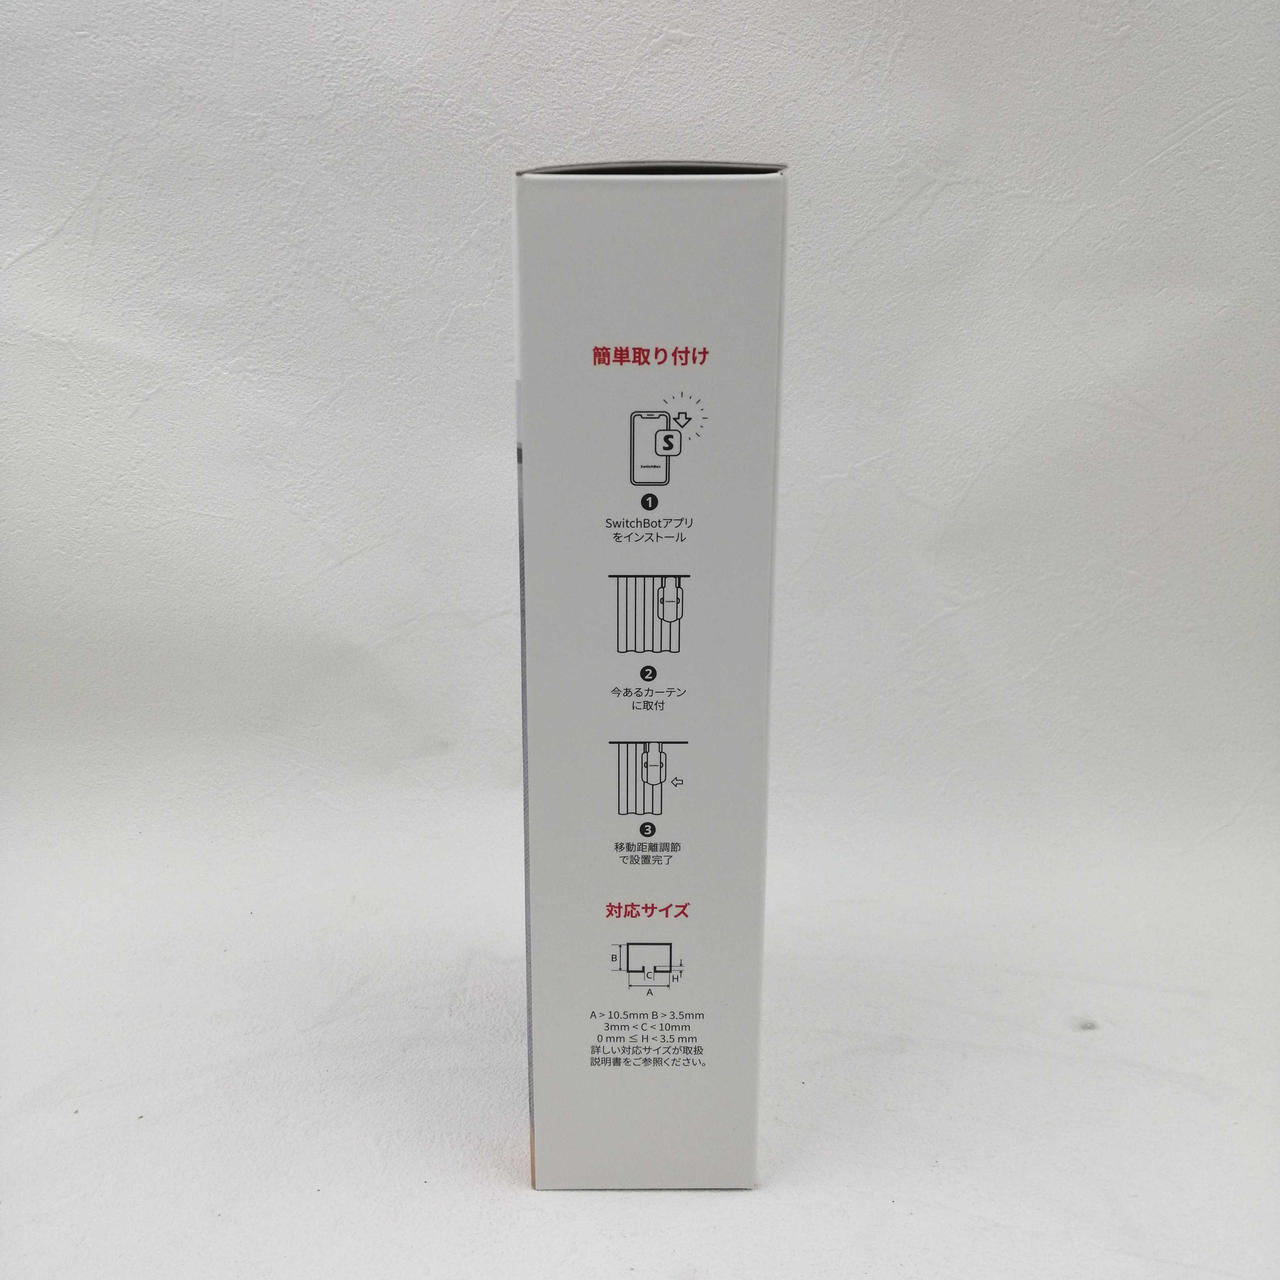 簡単取り付け
S
SwitchBot
1
SwitchBotアプリ
をインストール
2
今あるカーテン
に取付
3
移動距離調節
で設置完了
対応サイズ
B
C
H
A
A > 10.5mm B > 3.5mm
3mm < C < 10mm
0 mm ≦ H < 3.5 mm
詳しい対応サイズが取扱
説明書をご参照ください。